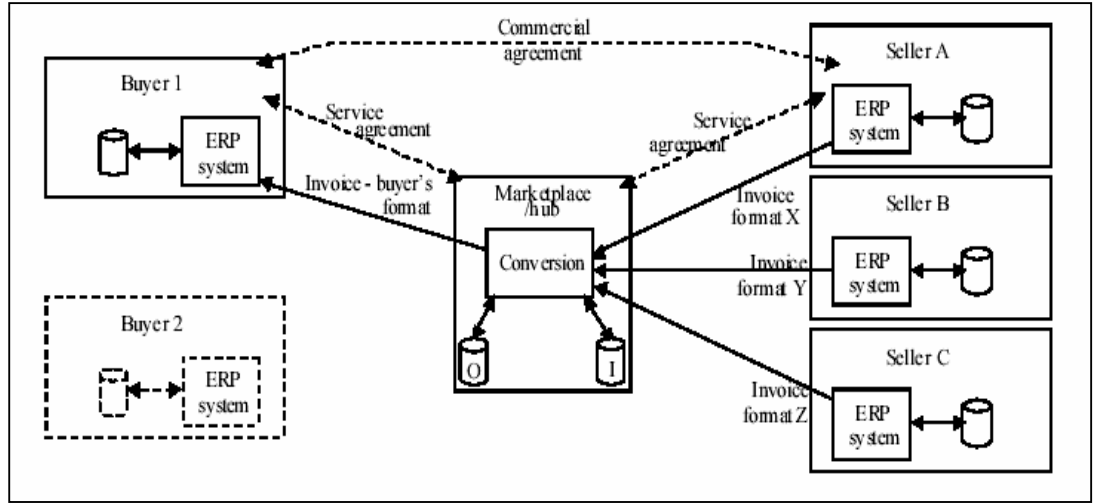 Commercial
agreement
Buyer 1
ERP
system
Service
agreement
Invoice - buyer's
format
Marketplace
/hub
Conversion
O
I
Service
agreement
Seller A
ERP
system
Invoice
format X
Seller B
ERP
system
Invoice
format Y
Seller C
ERP
system
Invoice
format Z
Buyer 2
ERP
system